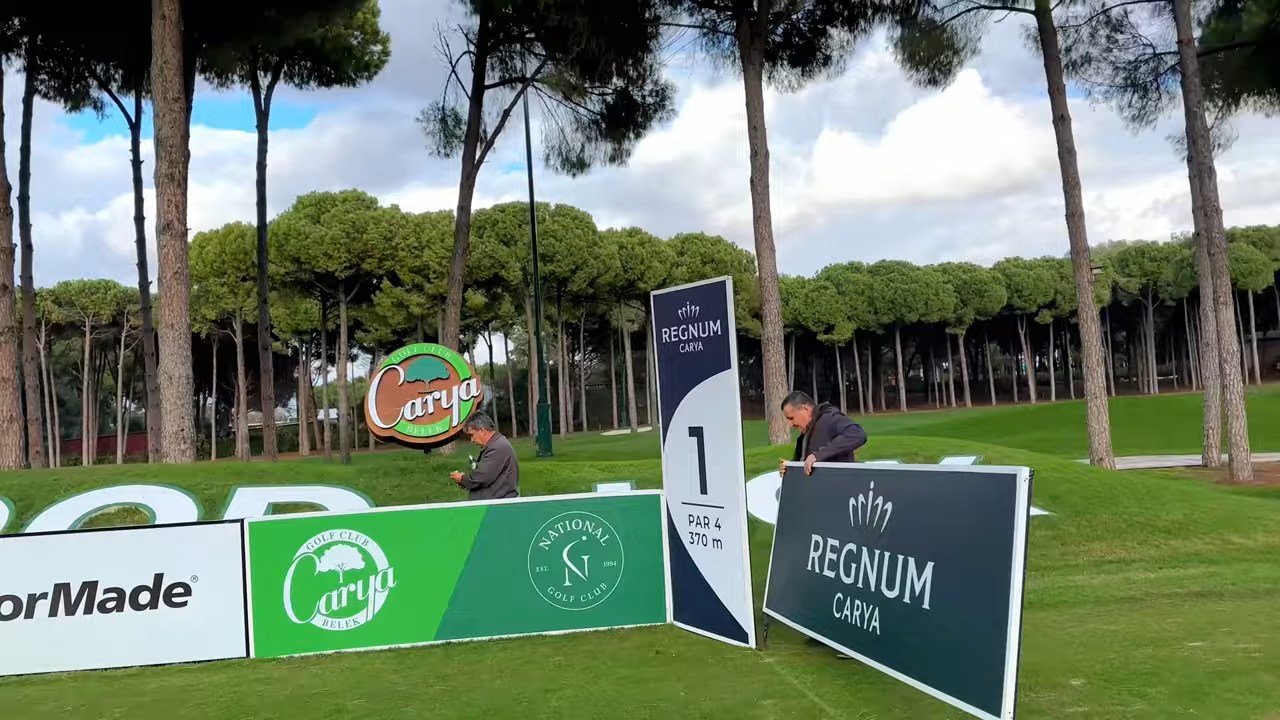 GOLF CLUB
Carya
BELEK
REGNUM
CARYA
1
PAR 4
370 m
orMade®
GOLF CLUB
Carya
BELEK
NATIONAL
EST. 1994
GOLF CLUB
REGNUM
CARYA